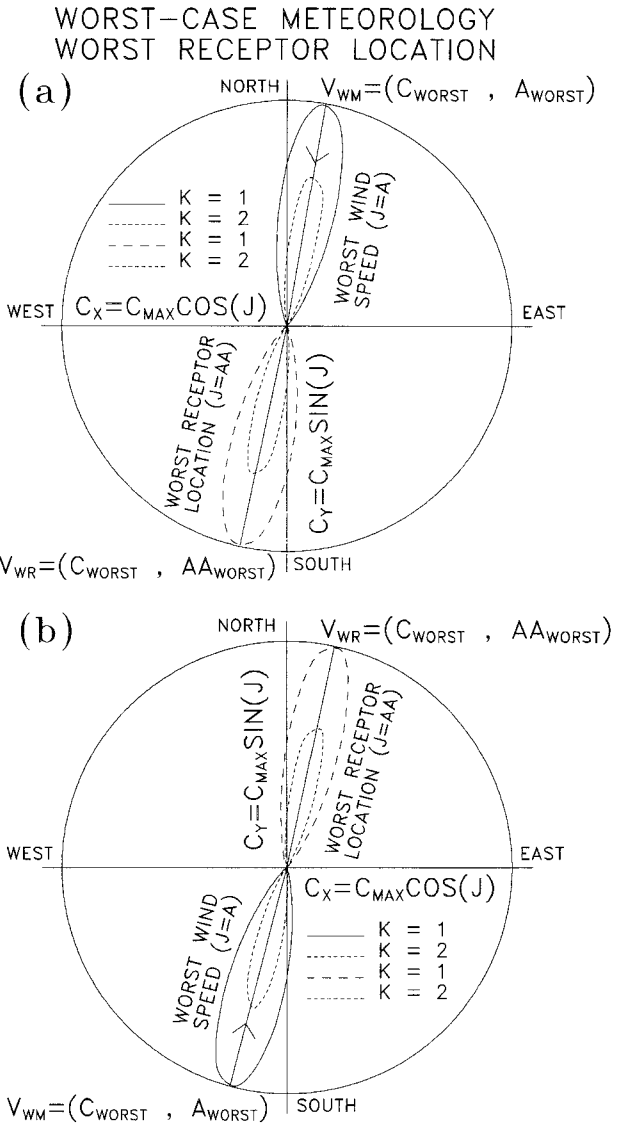 WORST-CASE METEOROLOGY
WORST RECEPTOR LOCATION
(a)
NORTH
V_WM=(C_WORST , A_WORST)
K = 1
K = 2
K = 1
K = 2
WORST WIND
SPEED (J=A)
WEST
C_X=C_MAX COS(J)
EAST
WORST RECEPTOR
LOCATION (J=AA)
C_Y=C_MAX SIN(J)
V_WR=(C_WORST , AA_WORST)
SOUTH
(b)
NORTH
V_WR=(C_WORST , AA_WORST)
C_Y=C_MAX SIN(J)
WORST RECEPTOR
LOCATION (J=AA)
WEST
EAST
C_X=C_MAX COS(J)
WORST WIND
SPEED (J=A)
K = 1
K = 2
K = 1
K = 2
V_WM=(C_WORST , A_WORST)
SOUTH